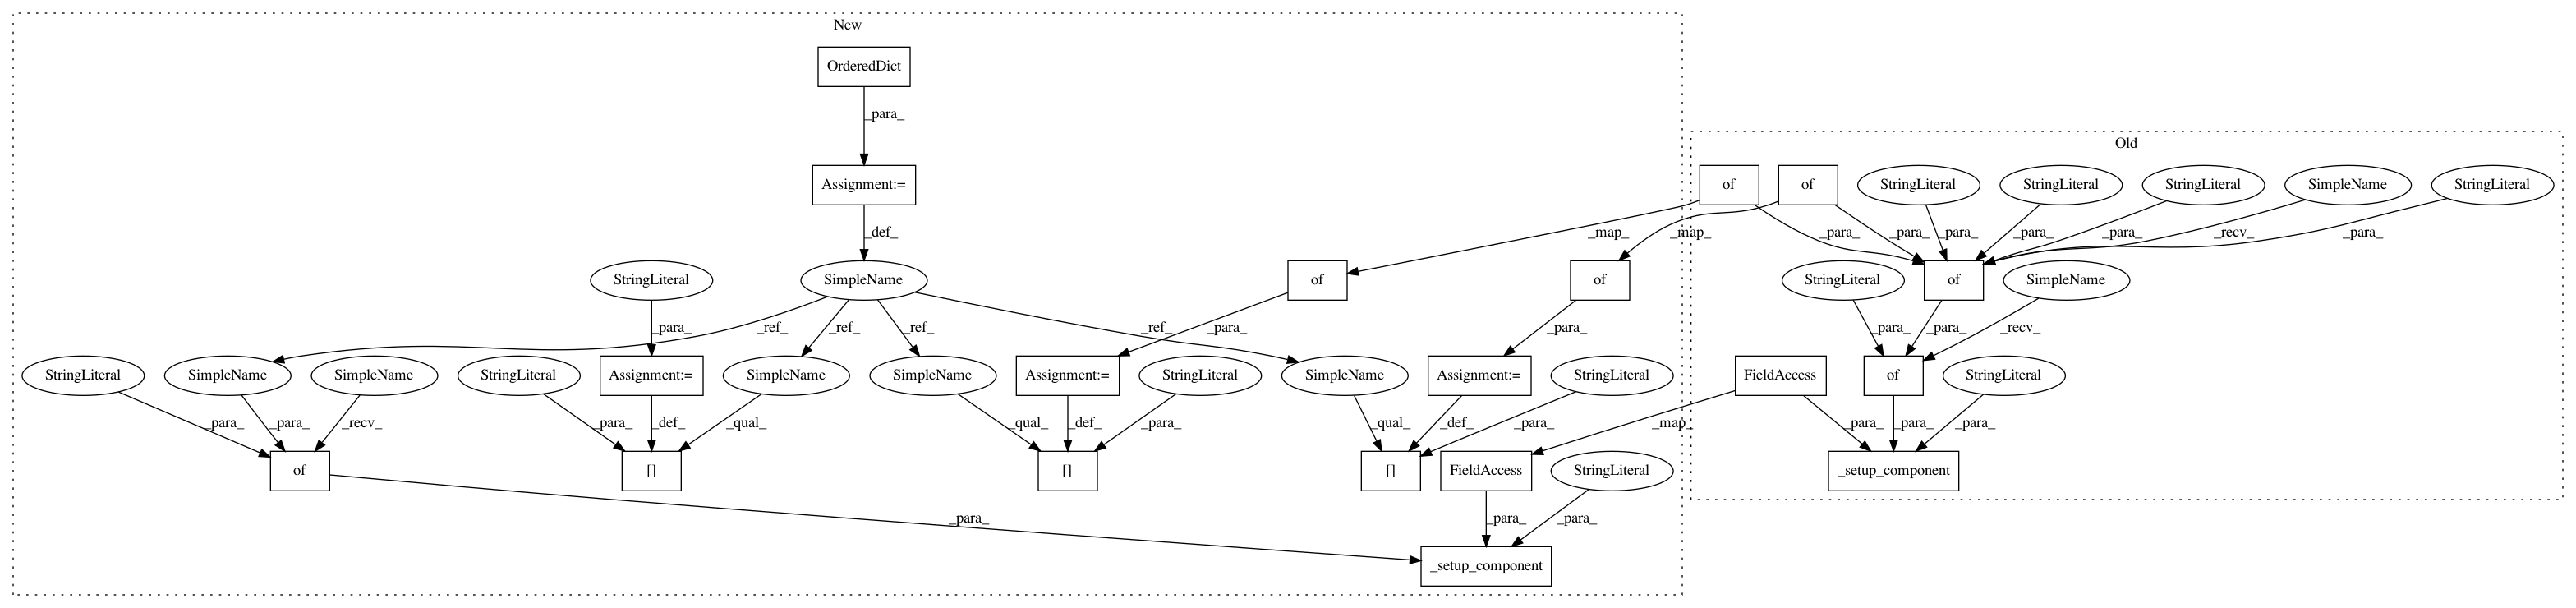 New
OrderedDict
Old
_para_
Assignment:=
of
of
StringLiteral
StringLiteral
StringLiteral
SimpleName
StringLiteral
_def_
_map_
_map_
_para_
_para_
_para_
_para_
_para_
_recv_
_para_
StringLiteral
SimpleName
of
of
StringLiteral
of
SimpleName
_para_
_ref_
_ref_
_ref_
_ref_
_para_
_para_
_para_
_para_
_recv_
StringLiteral
SimpleName
SimpleName
StringLiteral
Assignment:=
SimpleName
SimpleName
Assignment:=
StringLiteral
SimpleName
Assignment:=
StringLiteral
FieldAccess
of
StringLiteral
_para_
_para_
_recv_
_para_
_def_
_qual_
_qual_
_def_
_para_
_qual_
_def_
_para_
_map_
_para_
_para_
_para_
of
[]
[]
[]
FieldAccess
StringLiteral
_setup_component
_para_
_para_
_para_
_setup_component